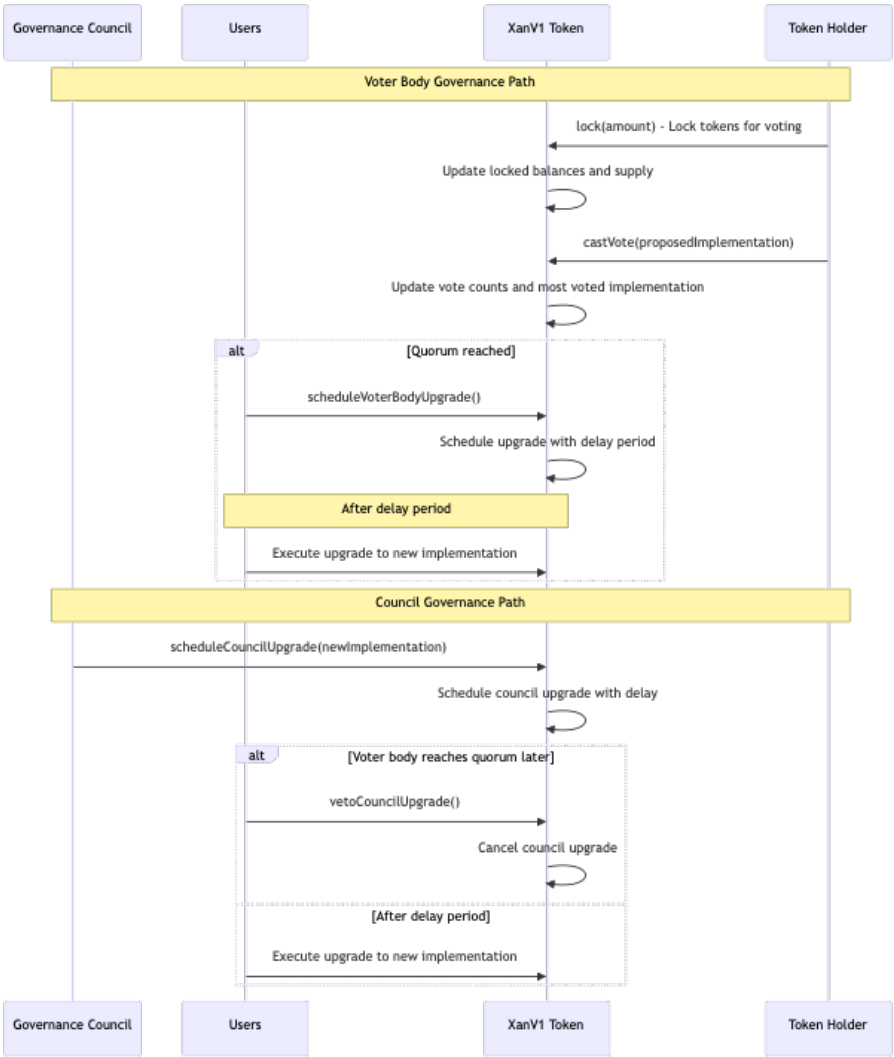 Governance Council
Users
XanV1 Token
Token Holder
Voter Body Governance Path
lock(amount) - Lock tokens for voting
Update locked balances and supply
castVote(proposedImplementation)
Update vote counts and most voted implementation
alt
[Quorum reached]
scheduleVoterBodyUpgrade()
Schedule upgrade with delay period
After delay period
Execute upgrade to new implementation
Council Governance Path
scheduleCouncilUpgrade(newImplementation)
Schedule council upgrade with delay
alt
[Voter body reaches quorum later]
vetoCouncilUpgrade()
Cancel council upgrade
[After delay period]
Execute upgrade to new implementation
Governance Council
Users
XanV1 Token
Token Holder